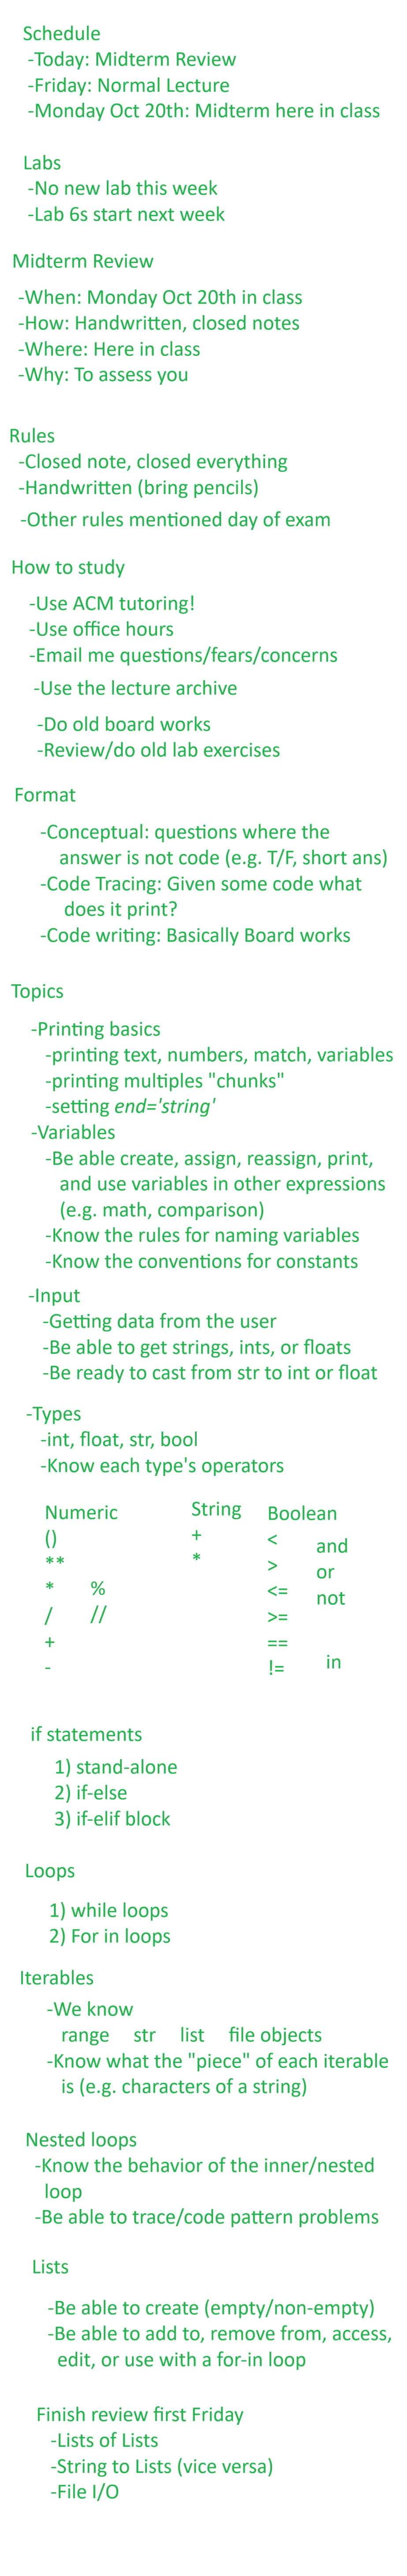 Schedule
-Today: Midterm Review
-Friday: Normal Lecture
-Monday Oct 20th: Midterm here in class
Labs
-No new lab this week
-Lab 6s start next week
Midterm Review
-When: Monday Oct 20th in class
-How: Handwritten, closed notes
-Where: Here in class
-Why: To assess you
Rules
-Closed note, closed everything
-Handwritten (bring pencils)
-Other rules mentioned day of exam
How to study
-Use ACM tutoring!
-Use office hours
-Email me questions/fears/concerns
-Use the lecture archive
-Do old board works
-Review/do old lab exercises
Format
-Conceptual: questions where the
answer is not code (e.g. T/F, short ans)
-Code Tracing: Given some code what
does it print?
-Code writing: Basically Board works
Topics
-Printing basics
-printing text, numbers, match, variables
-printing multiples "chunks"
-setting end='string'
-Variables
-Be able create, assign, reassign, print,
and use variables in other expressions
(e.g. math, comparison)
-Know the rules for naming variables
-Know the conventions for constants
-Input
-Getting data from the user
-Be able to get strings, ints, or floats
-Be ready to cast from str to int or float
-Types
-int, float, str, bool
-Know each type's operators
Numeric
()
**
* %
/ //
+
-
String
+
*
Boolean
< and
> or
<= not
>=
==
!= in
if statements
1) stand-alone
2) if-else
3) if-elif block
Loops
1) while loops
2) For in loops
Iterables
-We know
range str list file objects
-Know what the "piece" of each iterable
is (e.g. characters of a string)
Nested loops
-Know the behavior of the inner/nested
loop
-Be able to trace/code pattern problems
Lists
-Be able to create (empty/non-empty)
-Be able to add to, remove from, access,
edit, or use with a for-in loop
Finish review first Friday
-Lists of Lists
-String to Lists (vice versa)
-File I/O